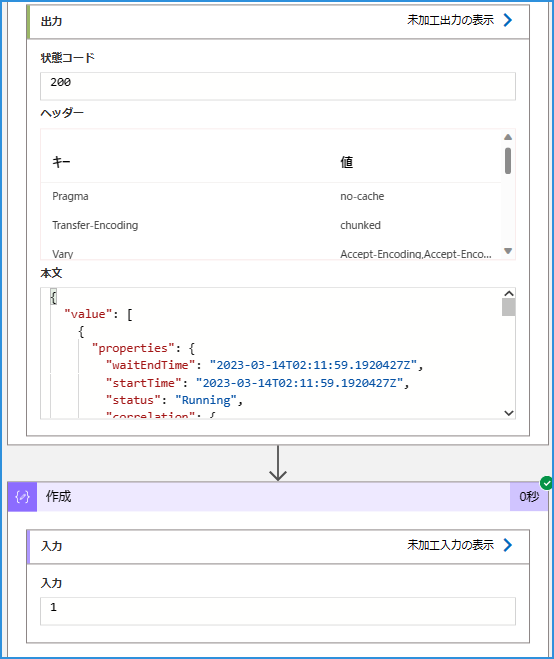 出力 未加工出力の表示
状態コード
200
ヘッダー
キー 値
Pragma no-cache
Transfer-Encoding chunked
Vary Accept-Encoding,Accept-Enco...
本文
{
"value": [
{
"properties": {
"waitEndTime": "2023-03-14T02:11:59.1920427Z",
"startTime": "2023-03-14T02:11:59.1920427Z",
"status": "Running",
"correlation": {
作成 0秒
入力 未加工入力の表示
入力
1